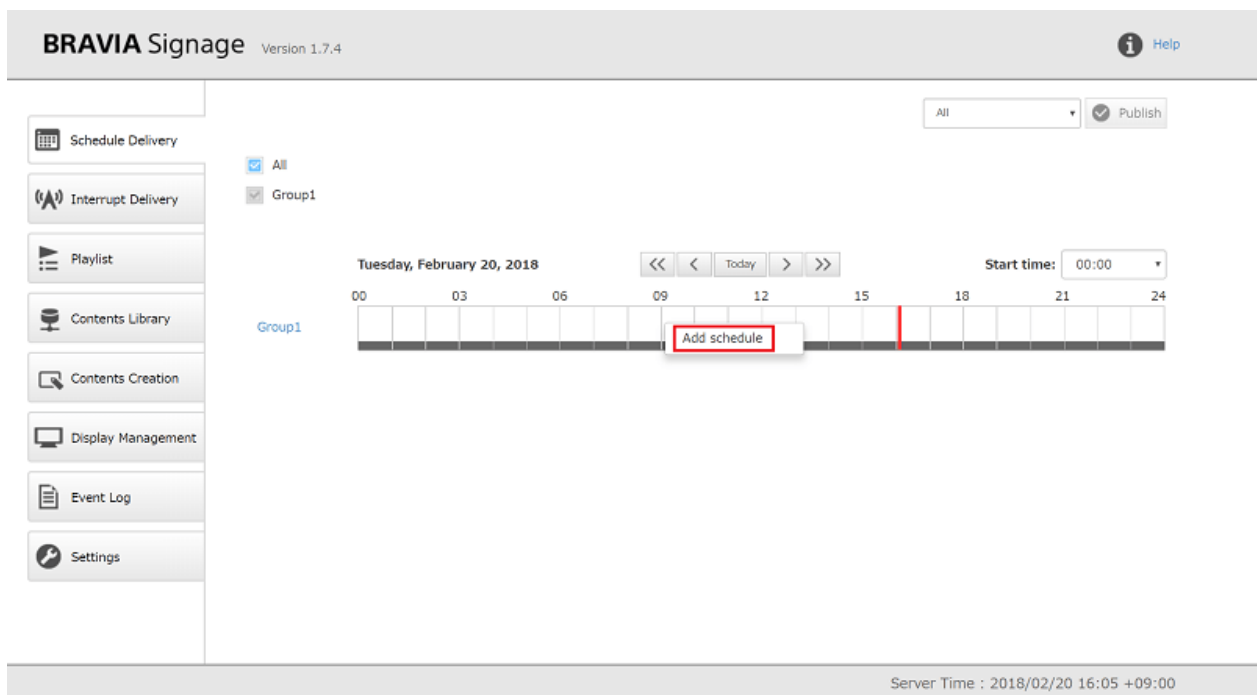 BRAVIA Signage Version 1.7.4
Help
All
Publish
Schedule Delivery
Interrupt Delivery
Playlist
Contents Library
Contents Creation
Display Management
Event Log
Settings
All
Group1
Tuesday, February 20, 2018
<< < Today > >>
Start time: 00:00
00 03 06 09 12 15 18 21 24
Group1
Add schedule
Server Time : 2018/02/20 16:05 +09:00